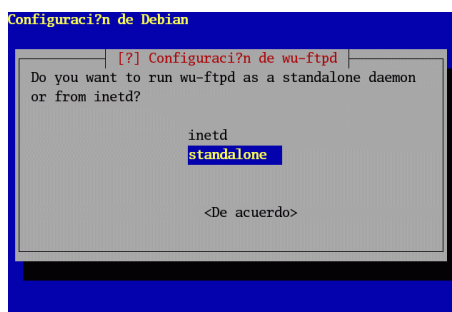 Configuraci?n de Debian
[?] Configuraci?n de wu-ftpd
Do you want to run wu-ftpd as a standalone daemon
or from inetd?
inetd
standalone
<De acuerdo>